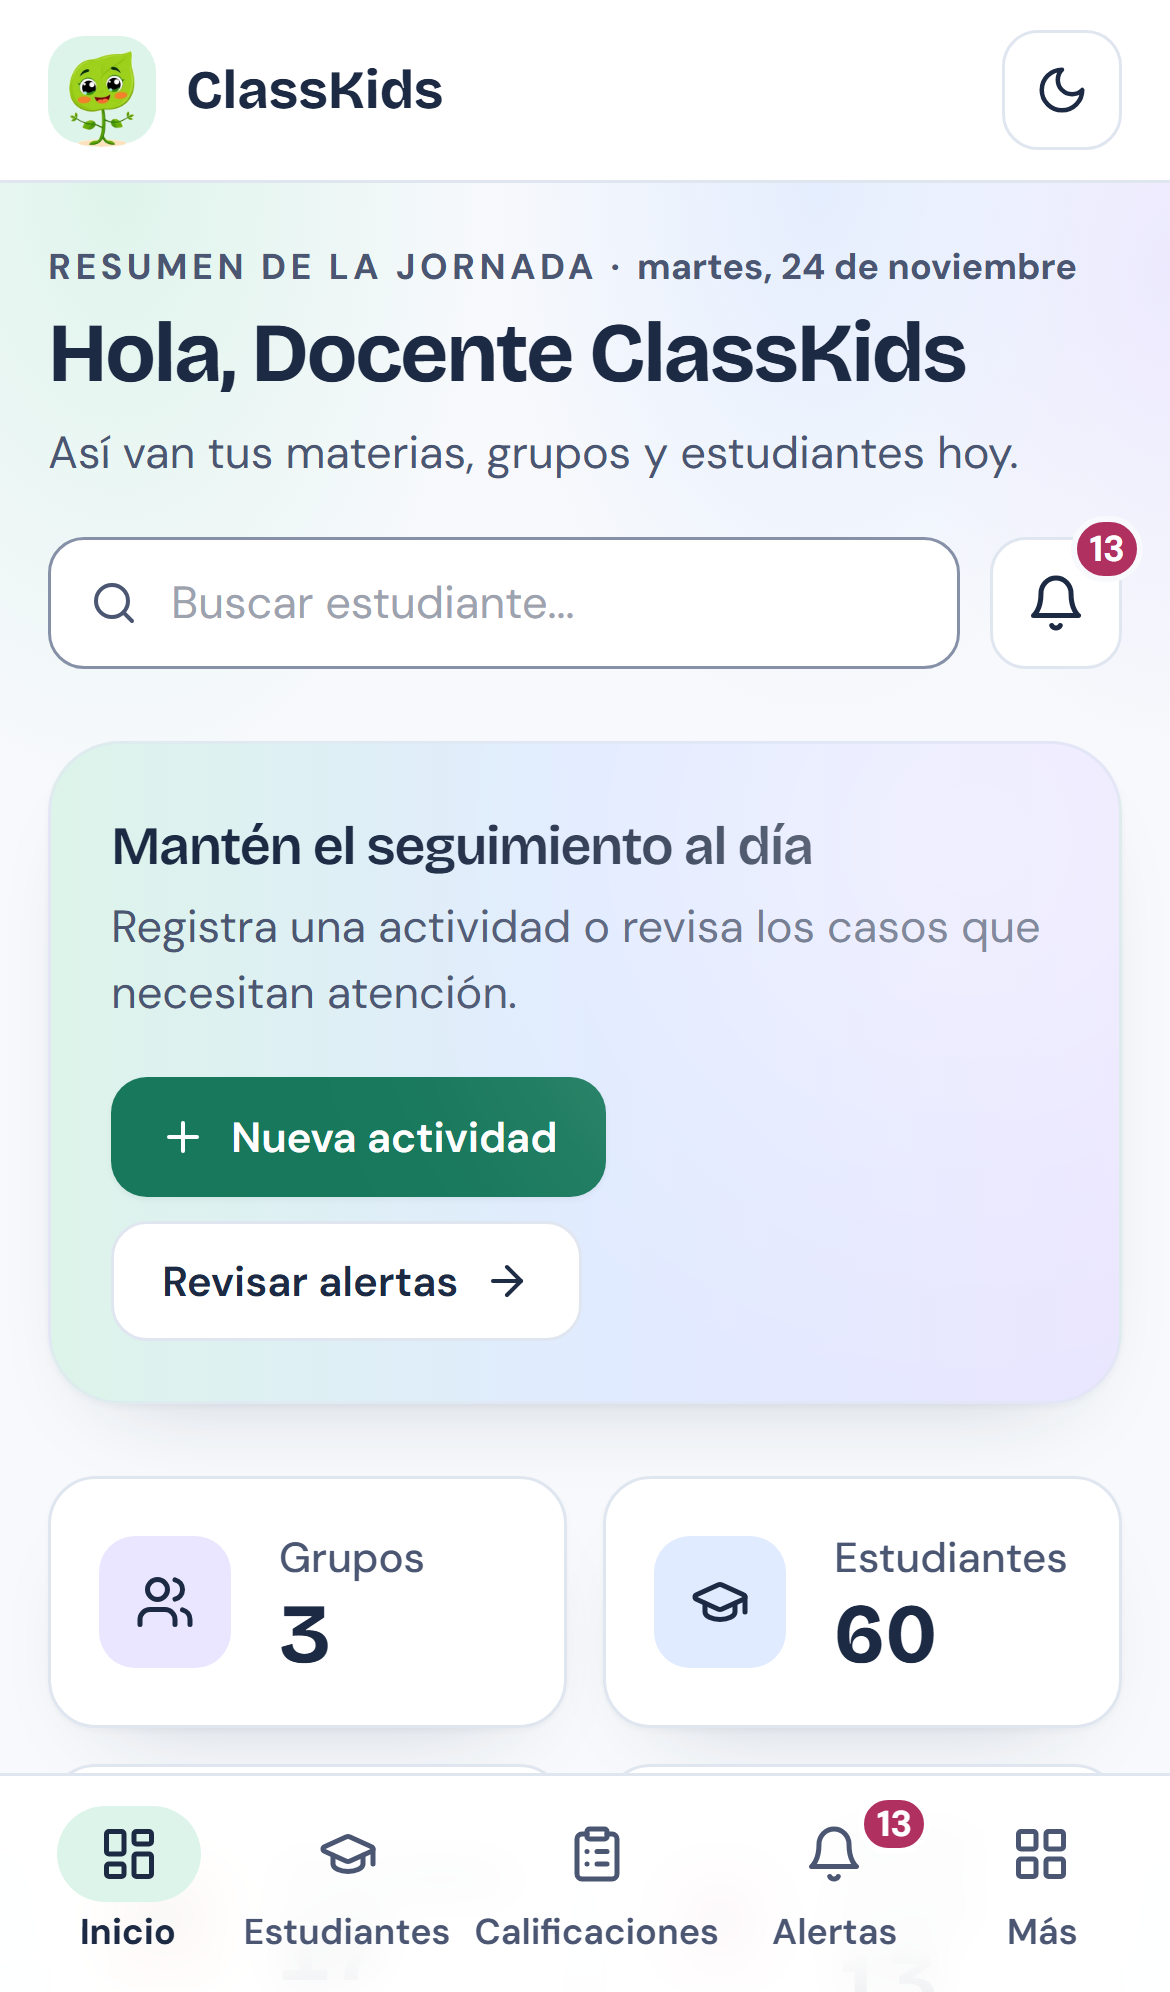 ClassKids
RESUMEN DE LA JORNADA · martes, 24 de noviembre
Hola, Docente ClassKids
Así van tus materias, grupos y estudiantes hoy.
Buscar estudiante...
13
Mantén el seguimiento al día
Registra una actividad o revisa los casos que
necesitan atención.
Nueva actividad
Revisar alertas
Grupos
3
Estudiantes
60
13
Inicio
Estudiantes
Calificaciones
Alertas
Más